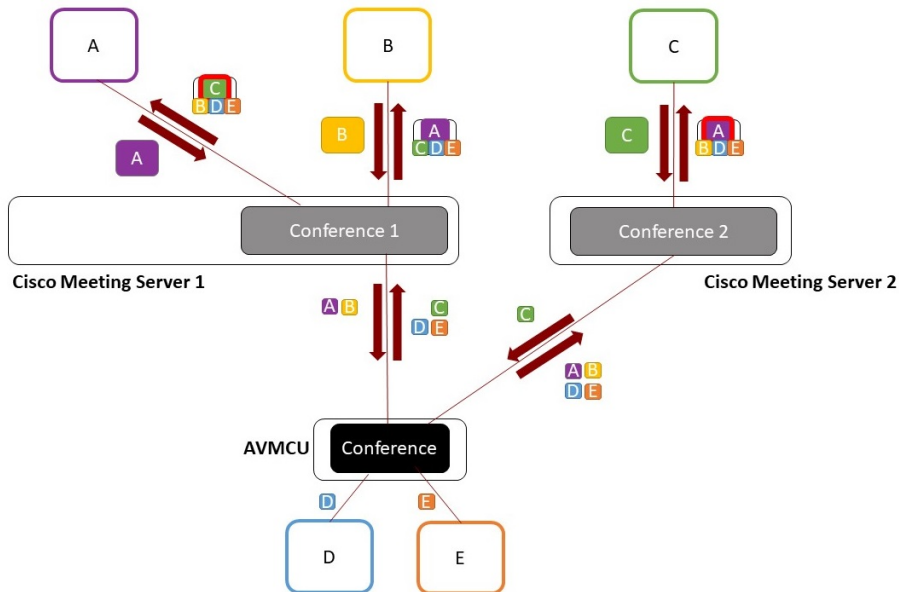 A
B
C
C
B D E
A
B
A
C D E
C
A
B D E
Conference 1
Conference 2
Cisco Meeting Server 1
Cisco Meeting Server 2
A B
C
D E
C
A B
D E
AVMCU
Conference
D
E
D
E